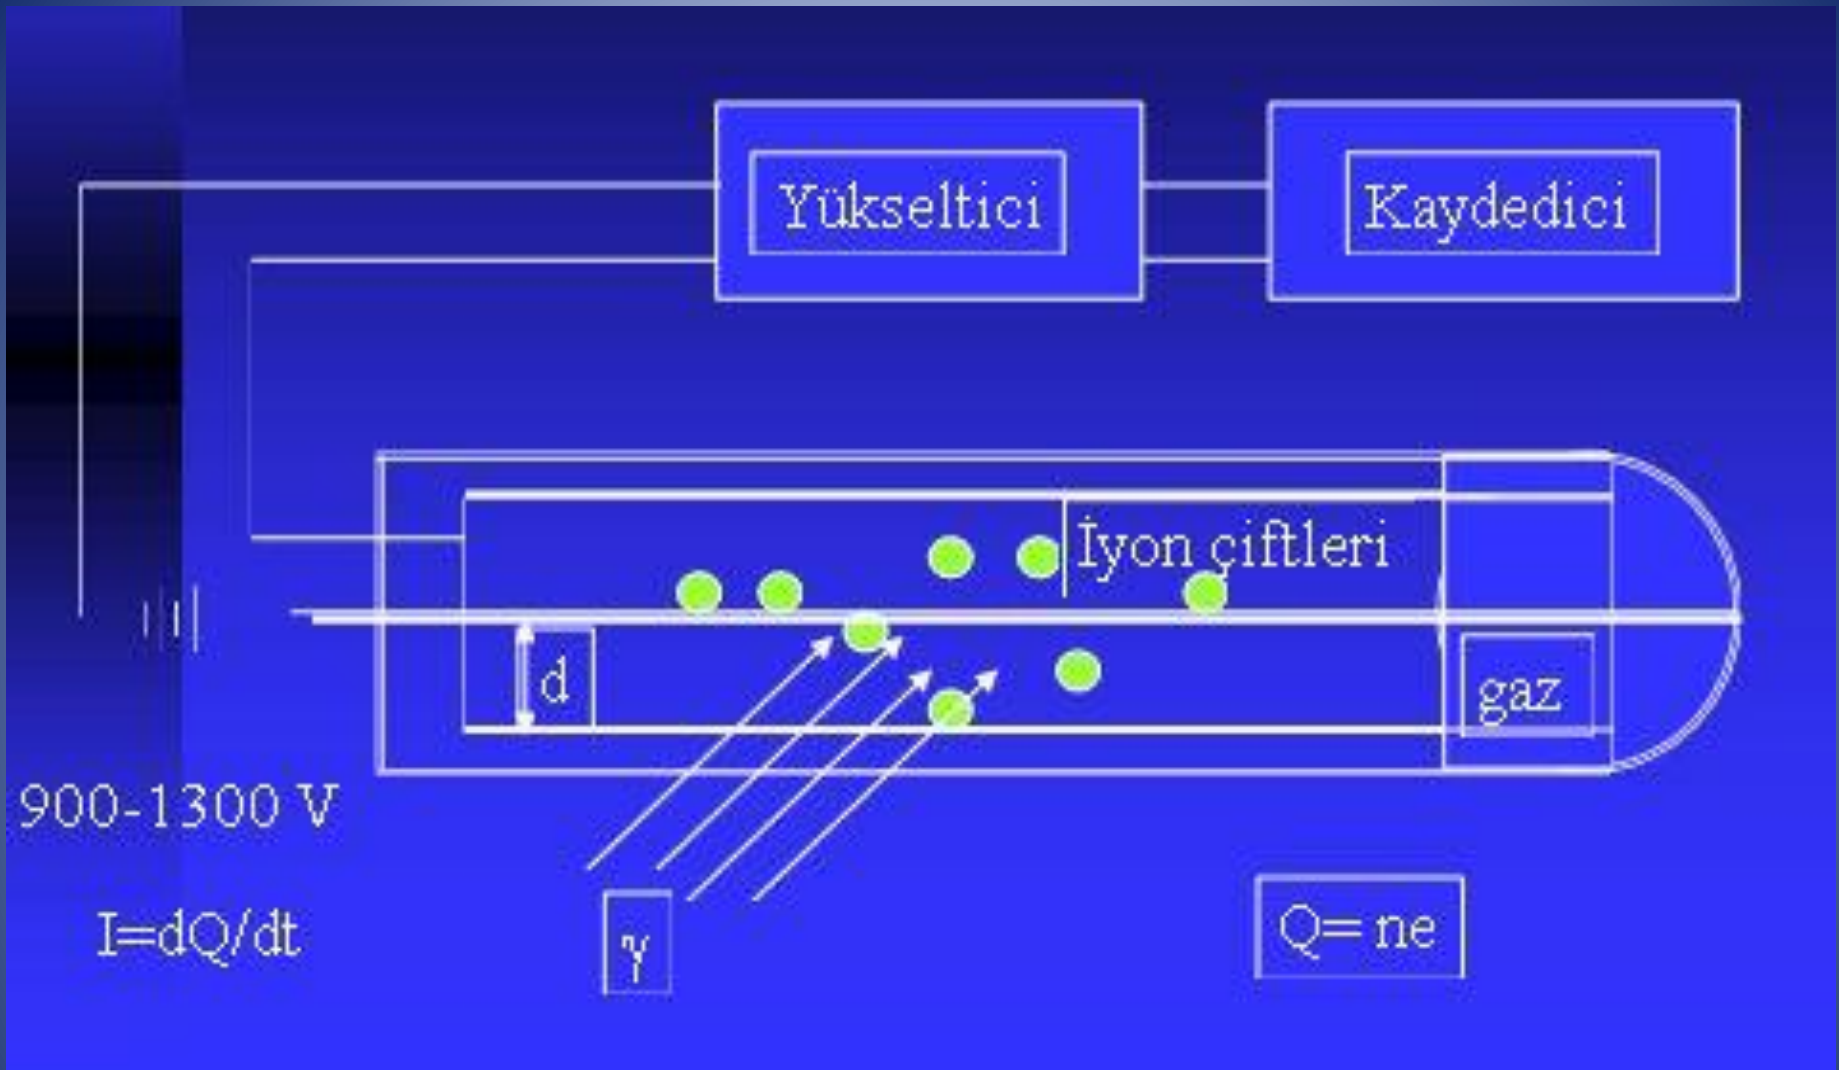 Yükseltici
Kaydedici
İyon çiftleri
d
gaz
900-1300 V
I=dQ/dt
γ
Q= ne